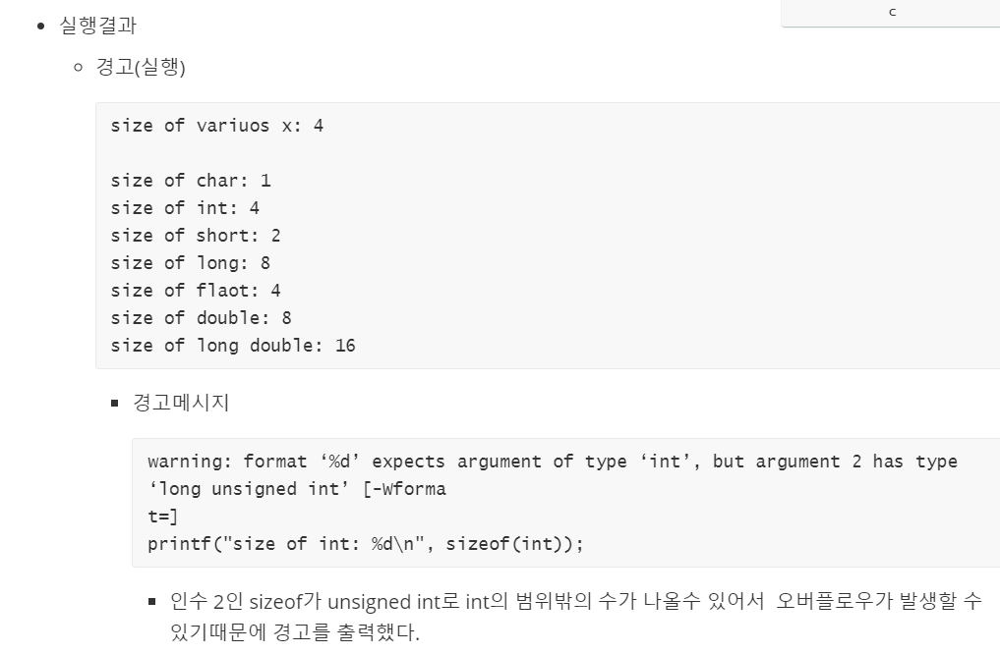 c
실행결과
경고(실행)
size of variuos x: 4
size of char: 1
size of int: 4
size of short: 2
size of long: 8
size of flaot: 4
size of double: 8
size of long double: 16
경고메시지
warning: format ‘%d’ expects argument of type ‘int’, but argument 2 has type
‘long unsigned int’ [-Wforma
t=]
printf("size of int: %d\n", sizeof(int));
인수 2인 sizeof가 unsigned int로 int의 범위밖의 수가 나올수 있어서 오버플로우가 발생할 수
있기때문에 경고를 출력했다.